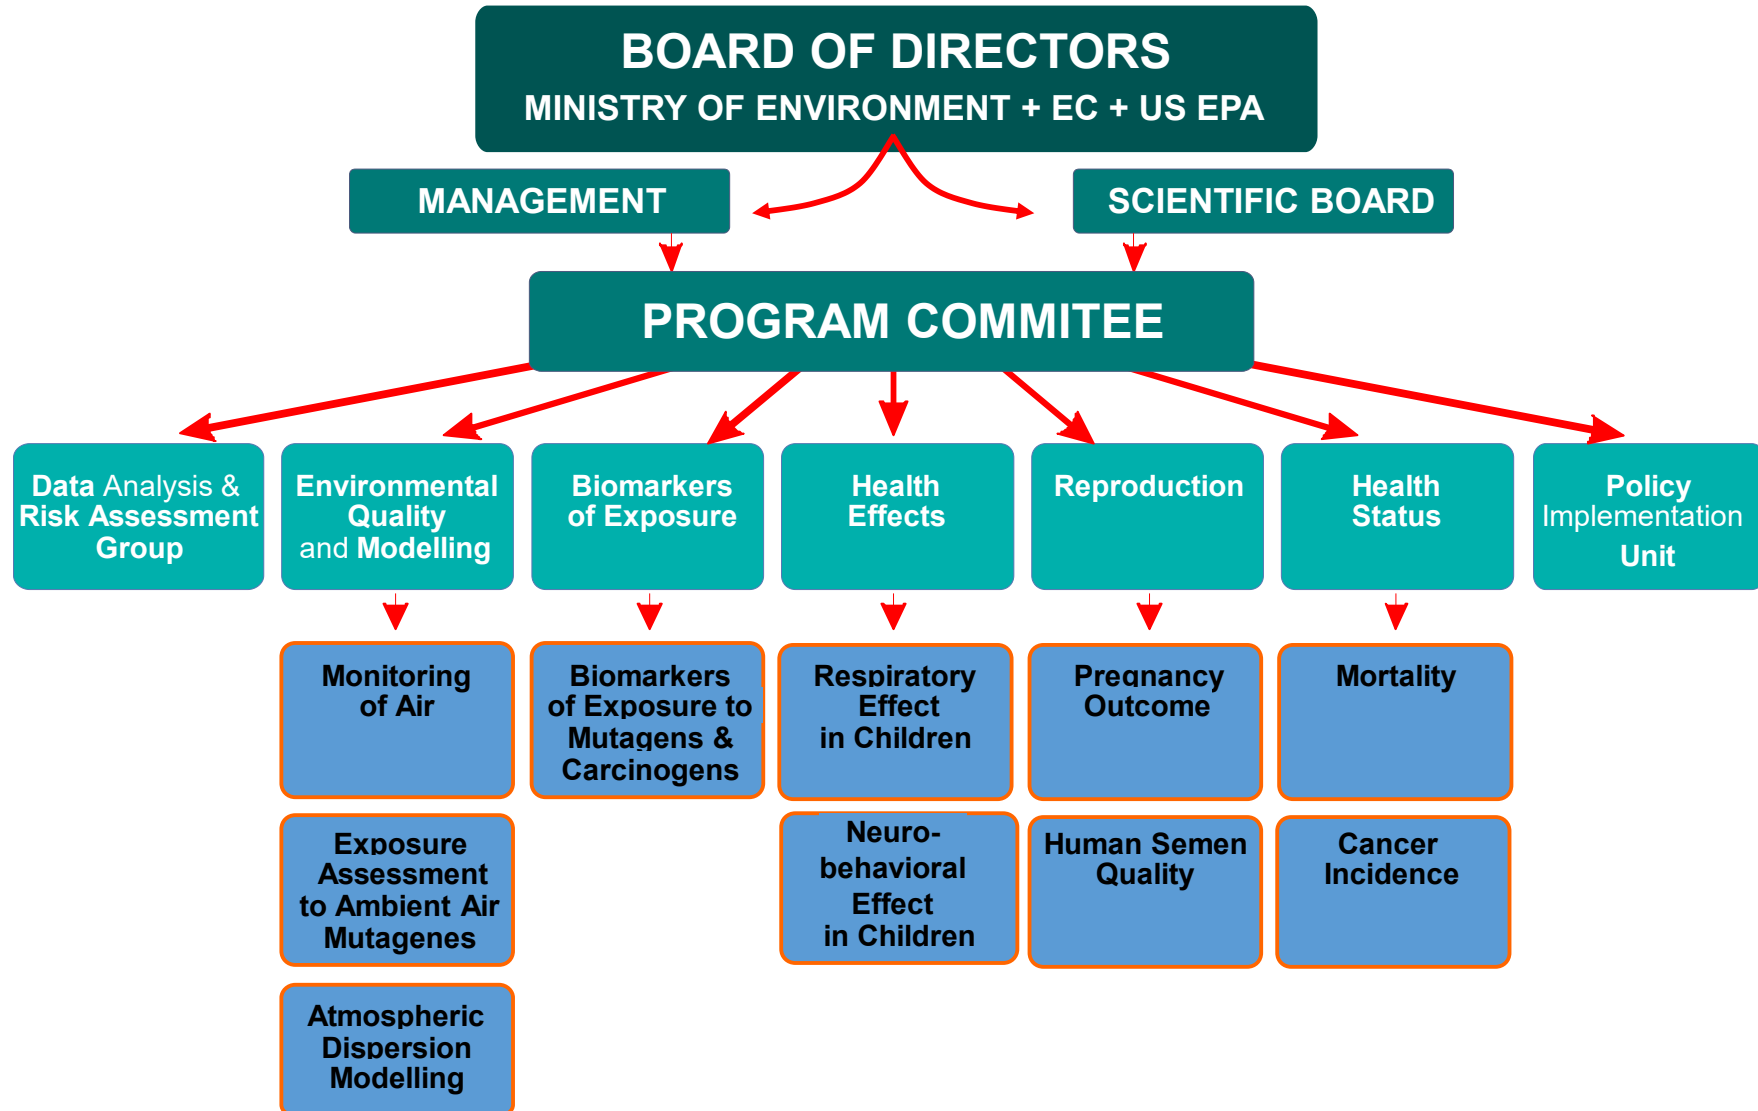 BOARD OF DIRECTORS
MINISTRY OF ENVIRONMENT + EC + US EPA
MANAGEMENT
SCIENTIFIC BOARD
PROGRAM COMMITEE
Data Analysis &
Risk Assessment
Group
Environmental
Quality
and Modelling
Biomarkers
of Exposure
Health
Effects
Reproduction
Health
Status
Policy
Implementation
Unit
Monitoring
of Air
Biomarkers
of Exposure to
Mutagens &
Carcinogens
Respiratory
Effect
in Children
Pregnancy
Outcome
Mortality
Exposure
Assessment
to Ambient Air
Mutagenes
Neuro-
behavioral
Effect
in Children
Human Semen
Quality
Cancer
Incidence
Atmospheric
Dispersion
Modelling